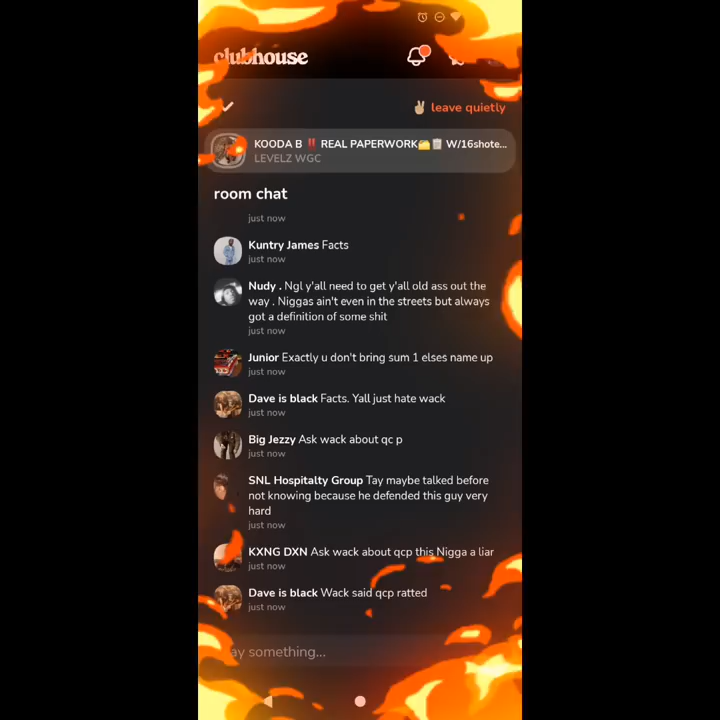 clubhouse
✌🏼 leave quietly
KOODA B ‼️ REAL PAPERWORK W/16shote...
LEVELZ WGC
room chat
just now
Kuntry James Facts
just now
Nudy . Ngl y'all need to get y'all old ass out the
way . Niggas ain't even in the streets but always
got a definition of some shit
just now
Junior Exactly u don't bring sum 1 elses name up
just now
Dave is black Facts. Yall just hate wack
just now
Big Jezzy Ask wack about qc p
just now
SNL Hospitalty Group Tay maybe talked before
not knowing because he defended this guy very
hard
just now
KXNG DXN Ask wack about qcp this Nigga a liar
just now
Dave is black Wack said qcp ratted
just now
ay something...